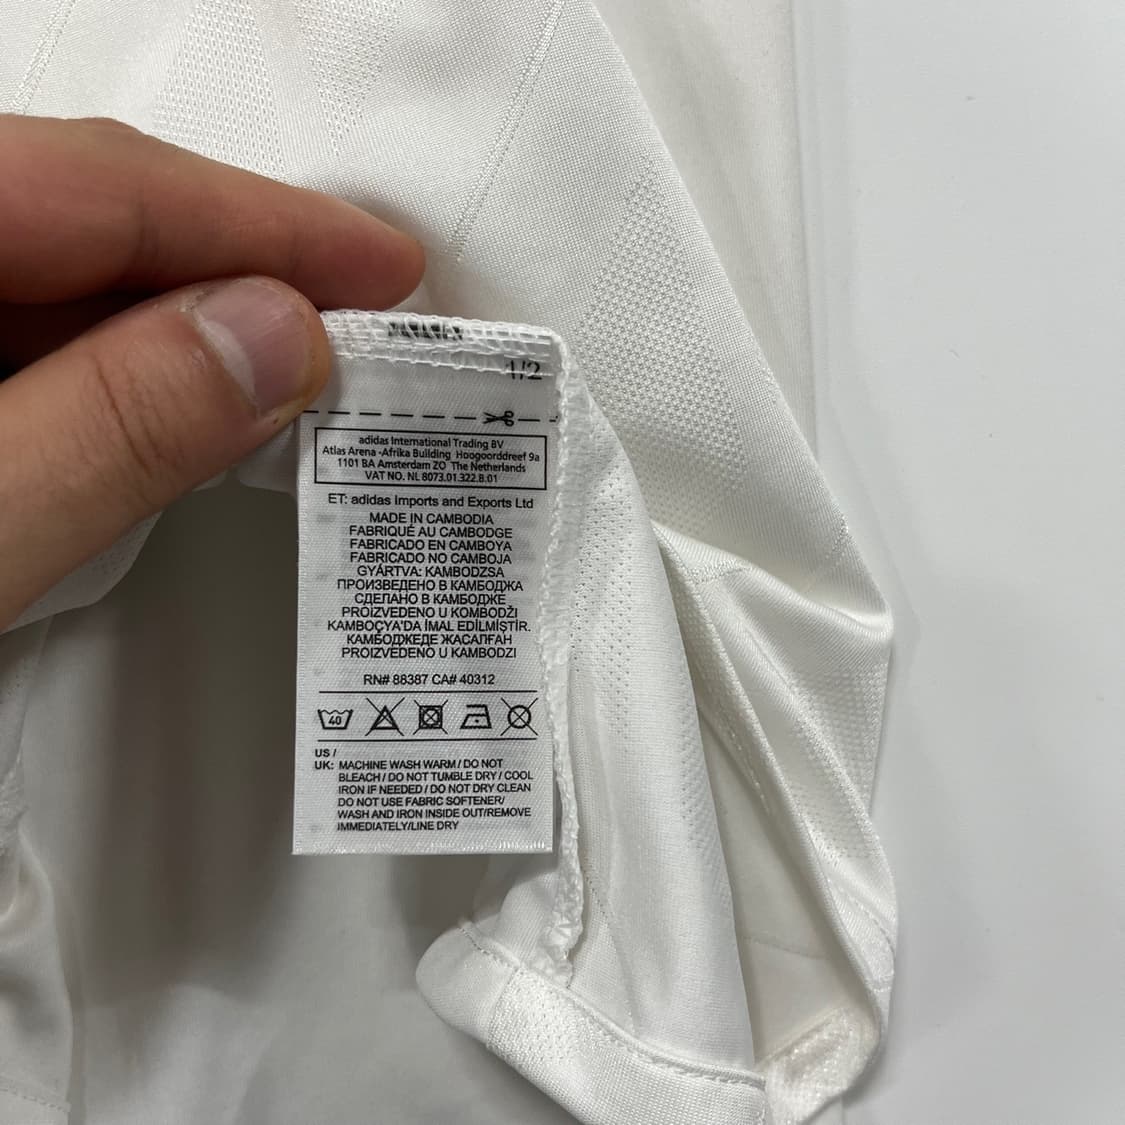 1/2
adidas International Trading BV
Atlas Arena -Afrika Building Hoogoorddreef 9a
1101 BA Amsterdam ZO The Netherlands
VAT NO. NL 8073.01.322.B.01
ET: adidas Imports and Exports Ltd
MADE IN CAMBODIA
FABRIQUÉ AU CAMBODGE
FABRICADO EN CAMBOYA
FABRICADO NO CAMBOJA
GYÁRTVA: KAMBODZSA
ПРОИЗВЕДЕНО В КАМБОДЖА
СДЕЛАНО В КАМБОДЖЕ
PROIZVEDENO U KOMBODŽI
KAMBOÇYA'DA İMAL EDİLMİŞTİR.
КАМБОДЖЕДЕ ЖАСАЛҒАН
PROIZVEDENO U KAMBODZI
RN# 88387 CA# 40312
40
US /
UK: MACHINE WASH WARM / DO NOT
BLEACH / DO NOT TUMBLE DRY / COOL
IRON IF NEEDED / DO NOT DRY CLEAN
DO NOT USE FABRIC SOFTENER/
WASH AND IRON INSIDE OUT/REMOVE
IMMEDIATELY/LINE DRY